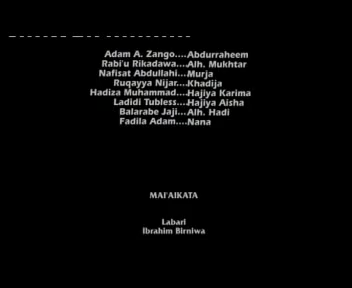 Adam A. Zango....Abdurraheem
Rabi'u Rikadawa....Alh. Mukhtar
Nafisat Abdullahi...Murja
Ruqayya Nijar....Khadija
Hadiza Muhammad....Hajiya Karima
Ladidi Tubless....Hajiya Aisha
Balarabe Jaji...Alh. Hadi
Fadila Adam....Nana
MAI'AIKATA
Labari
Ibrahim Birniwa